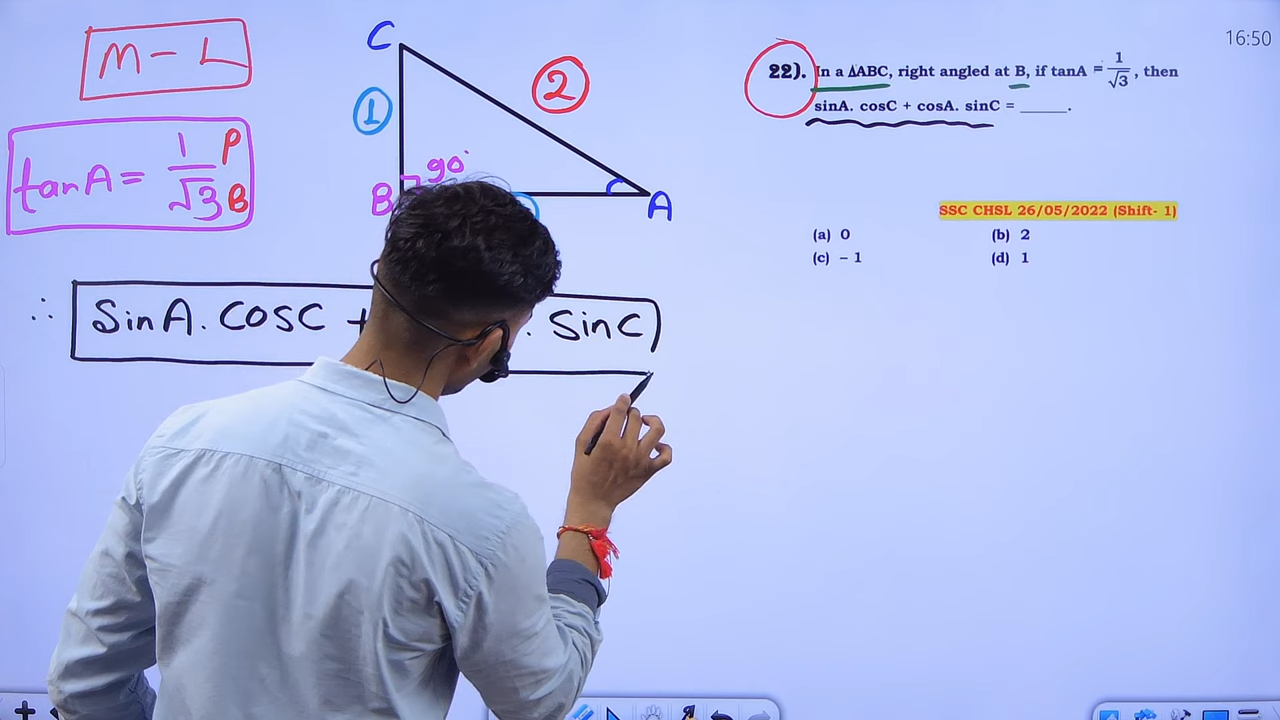 16:50
M - L
tanA = 1/√3 P B
C
1
2
90°
B
A
22). In a ΔABC, right angled at B, if tanA = 1/√3, then
sinA. cosC + cosA. sinC = _____.
SSC CHSL 26/05/2022 (Shift- 1)
(a) 0 (b) 2
(c) – 1 (d) 1
∴ SinA. COSC + . SinC